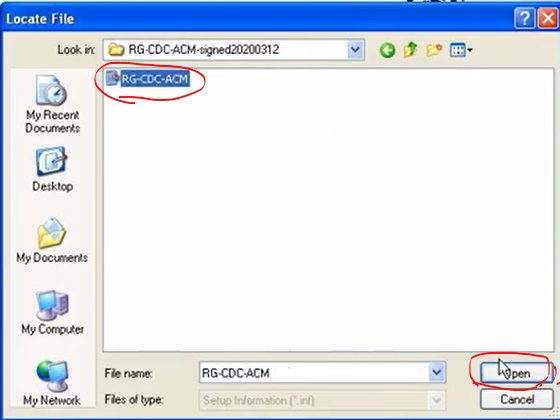 Locate File
Look in: RG-CDC-ACM-signed20200312
RG-CDC-ACM
My Recent
Documents
Desktop
My Documents
My Computer
My Network
File name: RG-CDC-ACM
Open
Files of type: Setup Information (*.inf)
Cancel